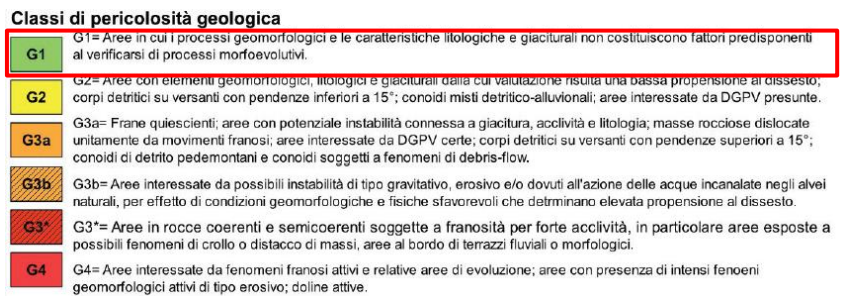 Classi di pericolosità geologica
G1
G1= Aree in cui i processi geomorfologici e le caratteristiche litologiche e giaciturali non costituiscono fattori predisponenti
al verificarsi di processi morfoevolutivi.
G2
G2= Aree con elementi geomorfologici, litologici e giaciturali dalla cui valutazione risulta una bassa propensione al dissesto;
corpi detritici su versanti con pendenze inferiori a 15°; conoidi misti detritico-alluvionali; aree interessate da DGPV presunte.
G3a
G3a= Frane quiescienti; aree con potenziale instabilità connessa a giacitura, acclività e litologia; masse rocciose dislocate
unitamente da movimenti franosi; aree interessate da DGPV certe; corpi detritici su versanti con pendenze superiori a 15°;
conoidi di detrito pedemontani e conoidi soggetti a fenomeni di debris-flow.
G3b
G3b= Aree interessate da possibili instabilità di tipo gravitativo, erosivo e/o dovuti all'azione delle acque incanalate negli alvei
naturali, per effetto di condizioni geomorfologiche e fisiche sfavorevoli che detrminano elevata propensione al dissesto.
G3*
G3*= Aree in rocce coerenti e semicoerenti soggette a franosità per forte acclività, in particolare aree esposte a
possibili fenomeni di crollo o distacco di massi, aree al bordo di terrazzi fluviali o morfologici.
G4
G4= Aree interessate da fenomeni franosi attivi e relative aree di evoluzione; aree con presenza di intensi fenoeni
geomorfologici attivi di tipo erosivo; doline attive.